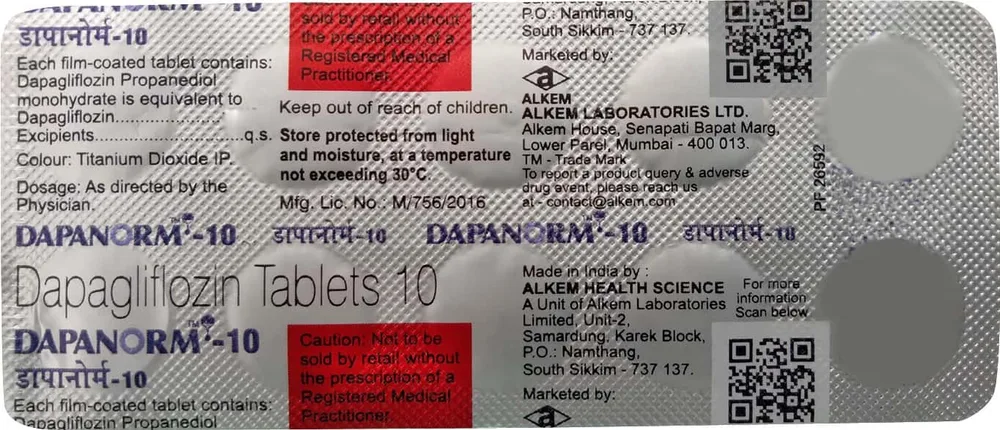 DAPANORM™-10
डापानोर्म-10
Each film-coated tablet contains:
Dapagliflozin Propanediol
monohydrate is equivalent to
Dapagliflozin....................
Excipients............................q.s.
Colour: Titanium Dioxide IP.
Dosage: As directed by the
Physician.
sold by retail without
the prescription of a
Registered Medical
Practitioner.
Keep out of reach of children.
Store protected from light
and moisture, at a temperature
not exceeding 30°C.
Mfg. Lic. No.: M/756/2016
Samardung, Karek Block,
P.O.: Namthang,
South Sikkim - 737 137.
Marketed by:
a
ALKEM
ALKEM LABORATORIES LTD.
Alkem House, Senapati Bapat Marg,
Lower Parel, Mumbai - 400 013.
TM - Trade Mark
To report a product query & adverse
drug event, please reach us
at - contact@alkem.com
PF 26592
DAPANORM™-10 डापानोर्म-10 DAPANORM™-10 डापानोर्म-10
Dapagliflozin Tablets 10
DAPANORM™-10
डापानोर्म-10
Each film-coated tablet contains:
Dapagliflozin Propanediol
Caution: Not to be
sold by retail without
the prescription of a
Registered Medical
Practitioner.
Made in India by :
ALKEM HEALTH SCIENCE
A Unit of Alkem Laboratories
Limited, Unit-2,
Samardung, Karek Block,
P.O.: Namthang,
South Sikkim - 737 137.
Marketed by:
a
For more
information
Scan below